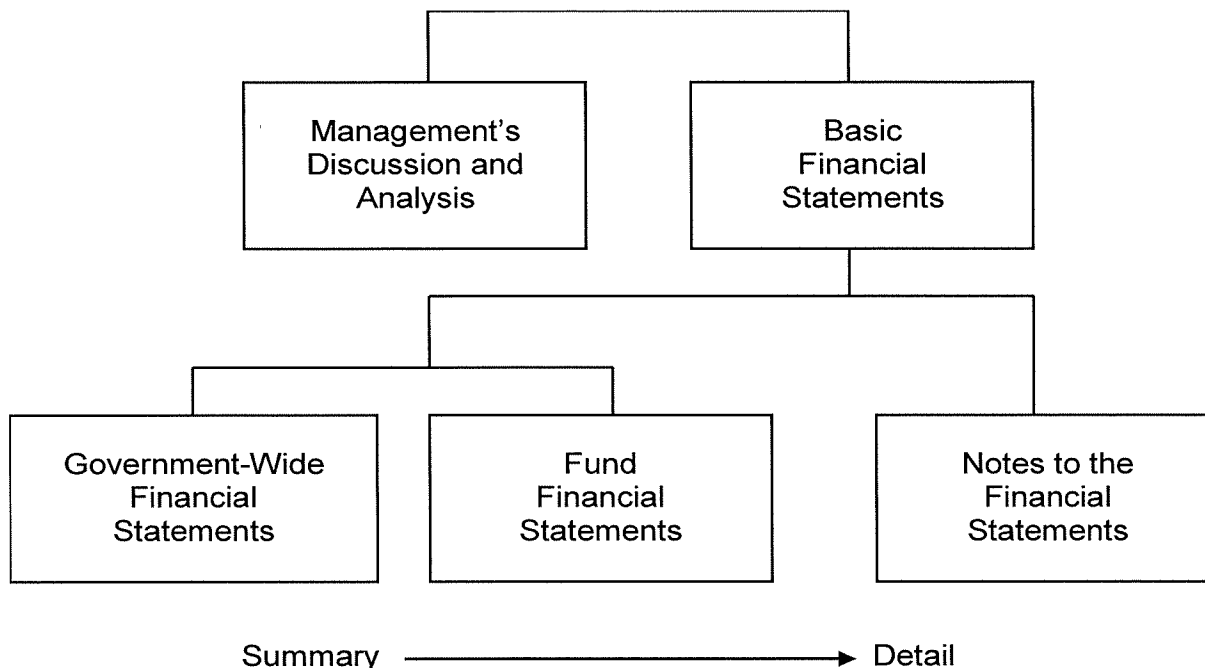 Management's
Discussion and
Analysis
Basic
Financial
Statements
Government-Wide
Financial
Statements
Fund
Financial
Statements
Notes to the
Financial
Statements
Summary
Detail